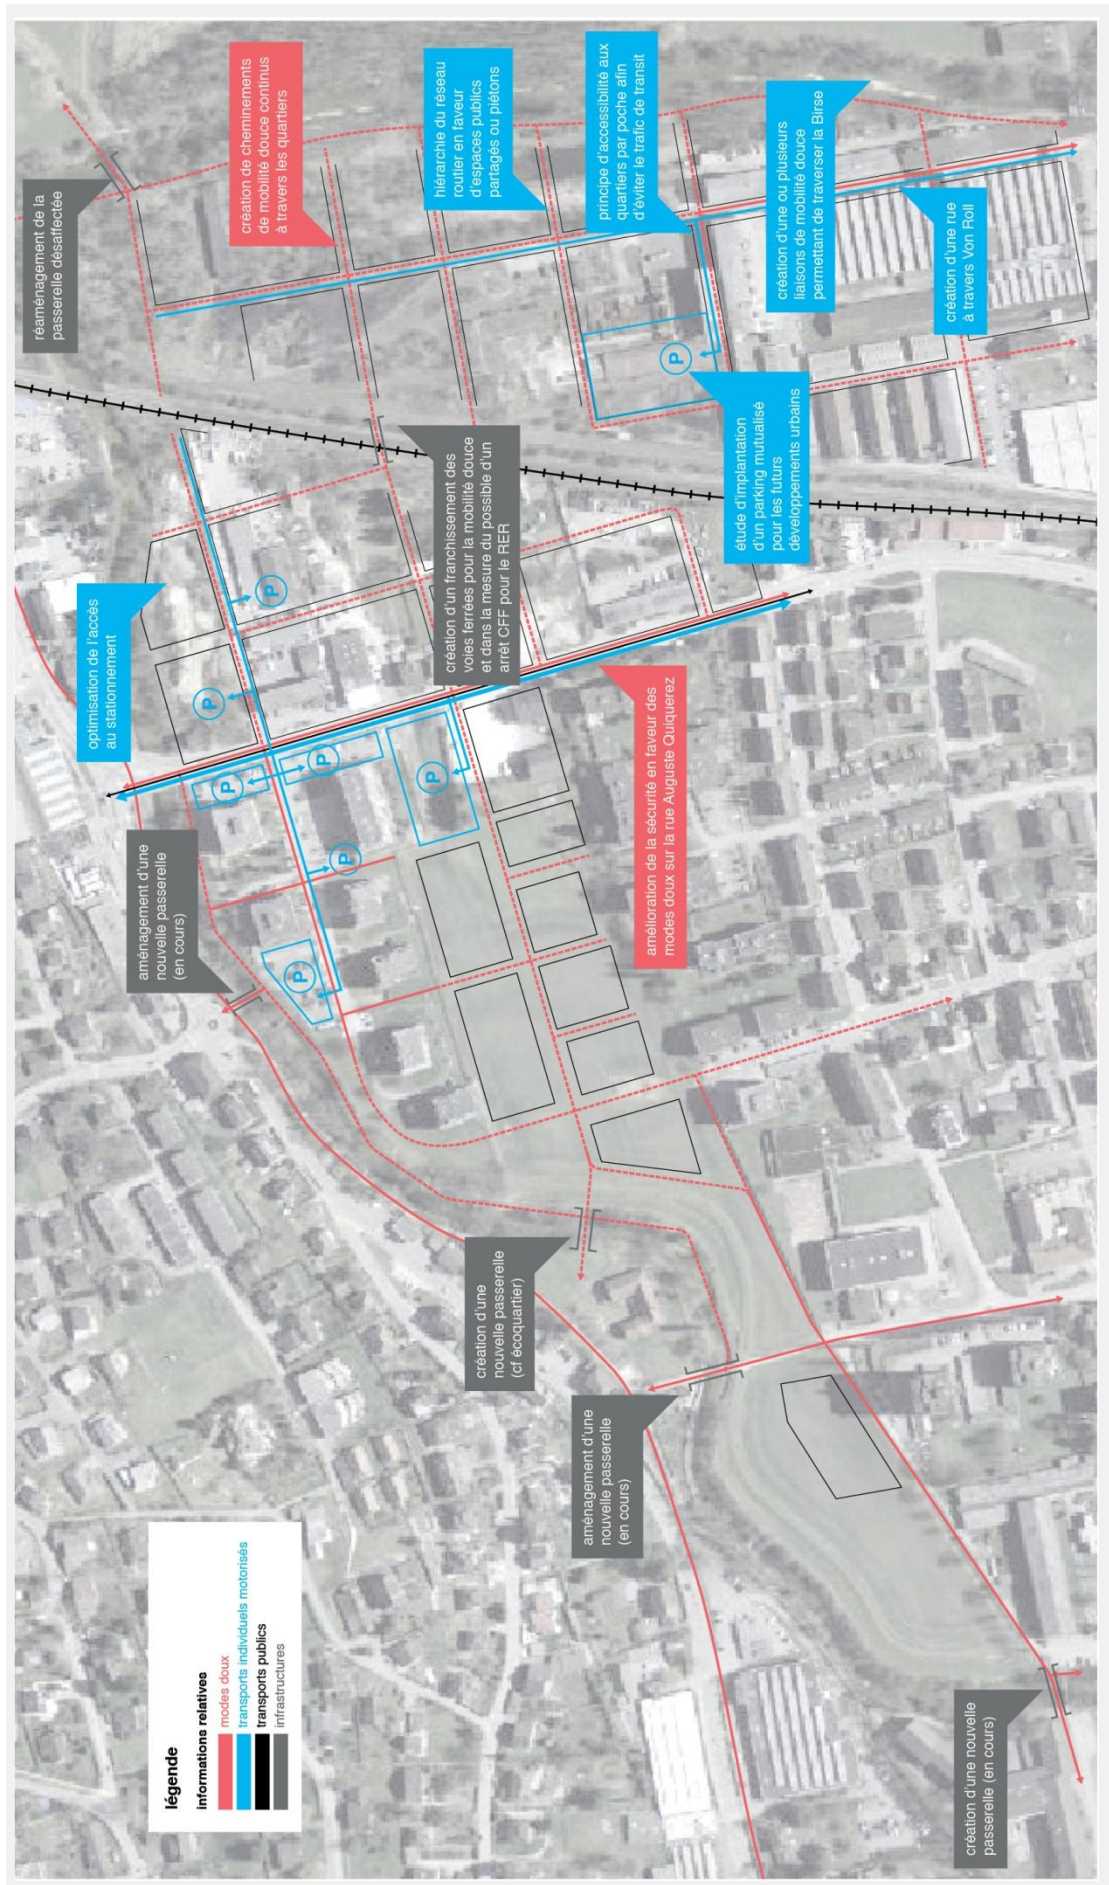 légende
informations relatives
modes doux
transports individuels motorisés
transports publics
infrastructures
création d'une nouvelle
passerelle (en cours)
aménagement d'une
nouvelle passerelle
(en cours)
création d'une
nouvelle passerelle
(cf écoquartier)
aménagement d'une
nouvelle passerelle
(en cours)
optimisation de l'accès
au stationnement
P
P
P
P
P
P
P
amélioration de la sécurité en faveur des
modes doux sur la rue Auguste Quiquerez
création d'un franchissement des
voies ferrées pour la mobilité douce
et dans la mesure du possible d'un
arrêt CFF pour le RER
réaménagement de la
passerelle désaffectée
création de cheminements
de mobilité douce continus
à travers les quartiers
hiérarchie du réseau
routier en faveur
d'espaces publics
partagés ou piétons
principe d'accessibilité aux
quartiers par poche afin
d'éviter le trafic de transit
P
étude d'implantation
d'un parking mutualisé
pour les futurs
développements urbains
création d'une ou plusieurs
liaisons de mobilité douce
permettant de traverser la Birse
création d'une rue
à travers Von Roll